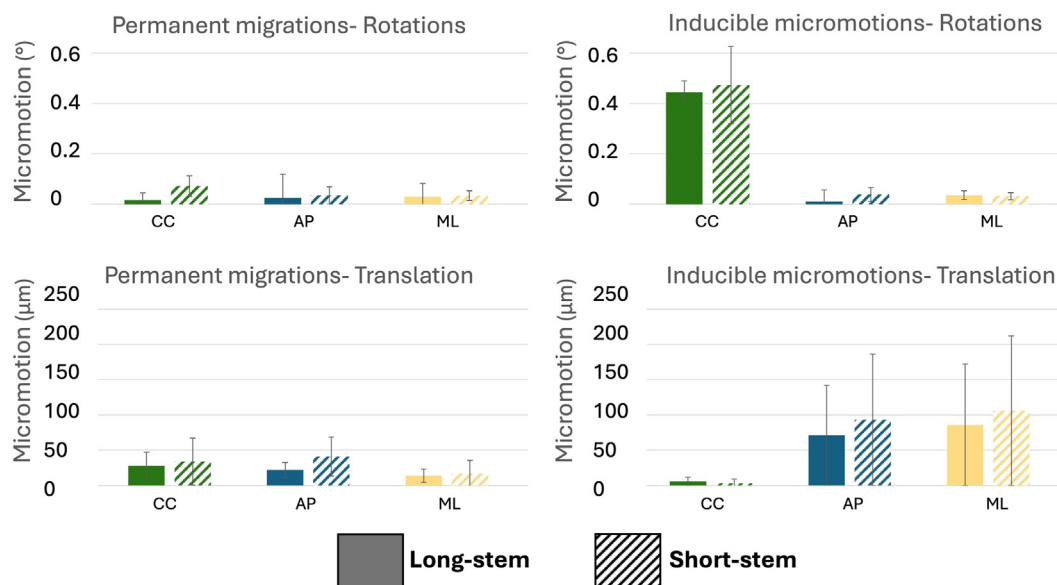 Permanent migrations- Rotations
Micromotion (°)
0.6
0.4
0.2
0
CC AP ML
Inducible micromotions- Rotations
Micromotion (°)
0.6
0.4
0.2
0
CC AP ML
Permanent migrations- Translation
Micromotion (μm)
250
200
150
100
50
0
CC AP ML
Inducible micromotions- Translation
Micromotion (μm)
250
200
150
100
50
0
CC AP ML
Long-stem
Short-stem